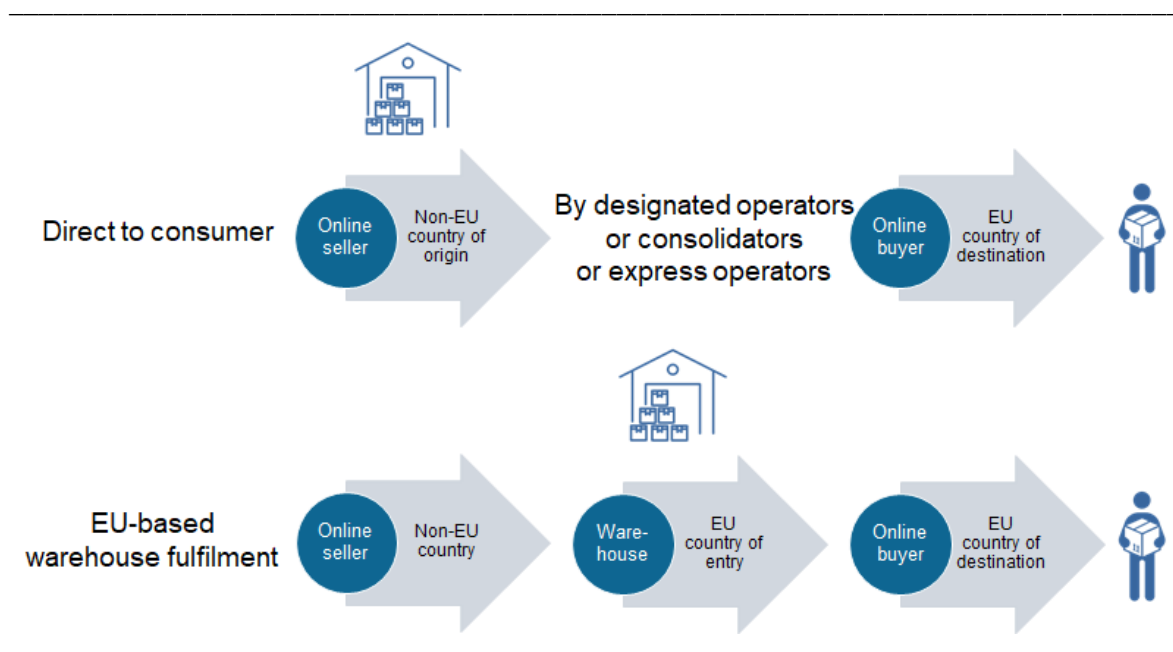 Direct to consumer
Online
seller
Non-EU
country of
origin
By designated operators
or consolidators
or express operators
Online
buyer
EU
country of
destination
EU-based
warehouse fulfilment
Online
seller
Non-EU
country
Ware-
house
EU
country of
entry
Online
buyer
EU
country of
destination